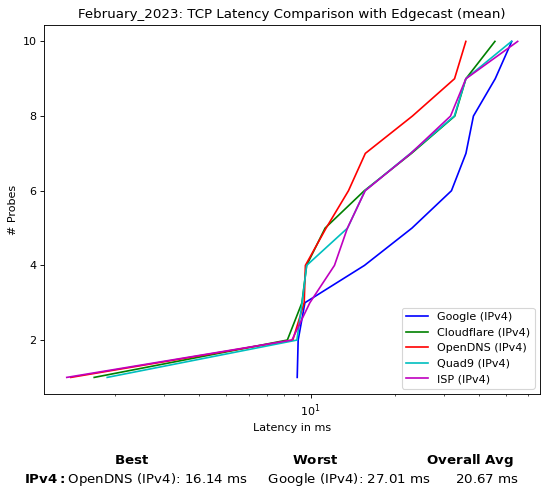 February_2023: TCP Latency Comparison with Edgecast (mean)
10
8
6
4
2
# Probes
Google (IPv4)
Cloudflare (IPv4)
OpenDNS (IPv4)
Quad9 (IPv4)
ISP (IPv4)
10¹
Latency in ms
Best Worst Overall Avg
IPv4: OpenDNS (IPv4): 16.14 ms Google (IPv4): 27.01 ms 20.67 ms